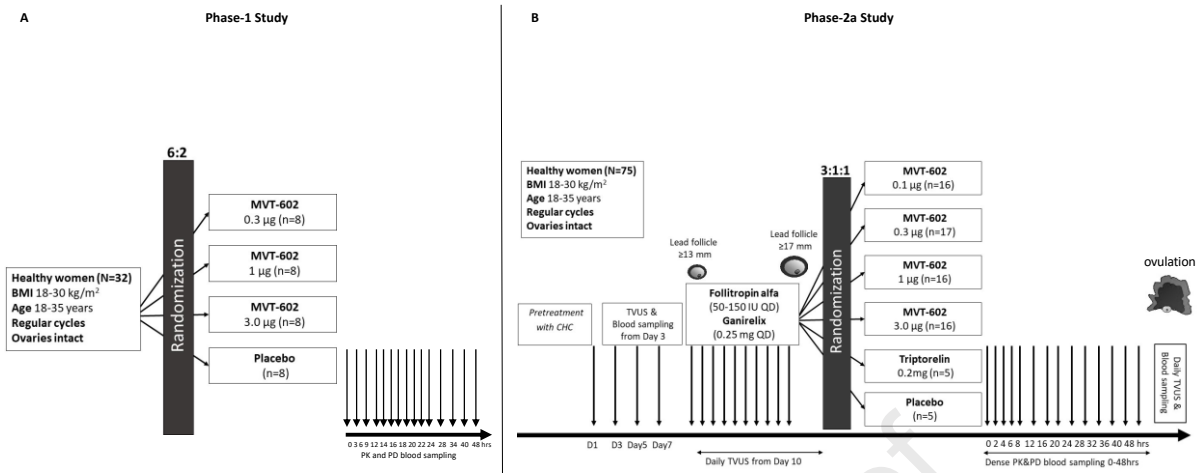 A
Phase-1 Study
6:2
Randomization
Healthy women (N=32)
BMI 18-30 kg/m²
Age 18-35 years
Regular cycles
Ovaries intact
MVT-602
0.3 µg (n=8)
MVT-602
1 µg (n=8)
MVT-602
3.0 µg (n=8)
Placebo
(n=8)
0 3 6 9 12 14 16 18 20 22 24 28 34 40 48 hrs
PK and PD blood sampling
B
Phase-2a Study
Healthy women (N=75)
BMI 18-30 kg/m²
Age 18-35 years
Regular cycles
Ovaries intact
Pretreatment
with CHC
TVUS &
Blood sampling
from Day 3
Lead follicle
≥13 mm
Lead follicle
≥17 mm
Follitropin alfa
(50-150 IU QD)
Ganirelix
(0.25 mg QD)
3:1:1
Randomization
MVT-602
0.1 µg (n=16)
MVT-602
0.3 µg (n=17)
MVT-602
1 µg (n=16)
MVT-602
3.0 µg (n=16)
Triptorelin
0.2mg (n=5)
Placebo
(n=5)
ovulation
Daily TVUS &
Blood sampling
D1 D3 Day5 Day7
Daily TVUS from Day 10
0 2 4 6 8 12 16 20 24 28 32 36 40 48 hrs
Dense PK&PD blood sampling 0-48hrs